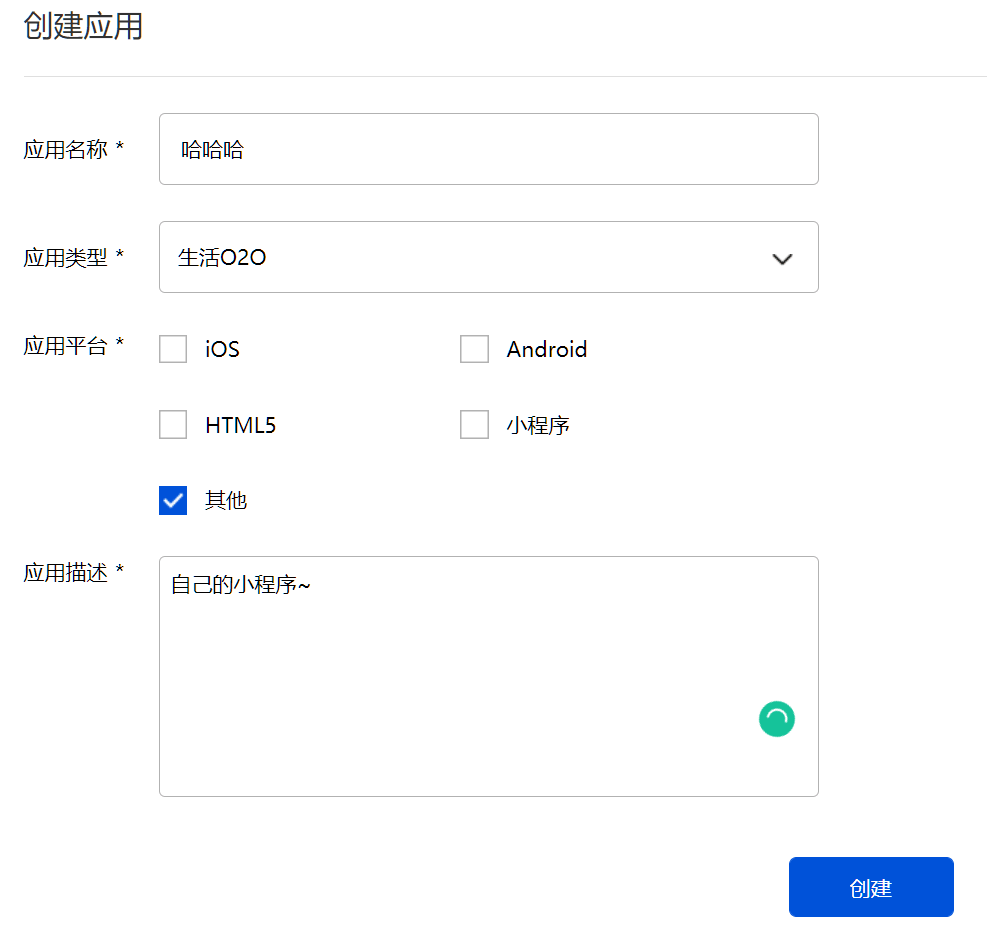 创建应用
应用名称 * 哈哈哈
应用类型 * 生活O2O
应用平台 * iOS Android
HTML5 小程序
其他
应用描述 * 自己的小程序~
创建